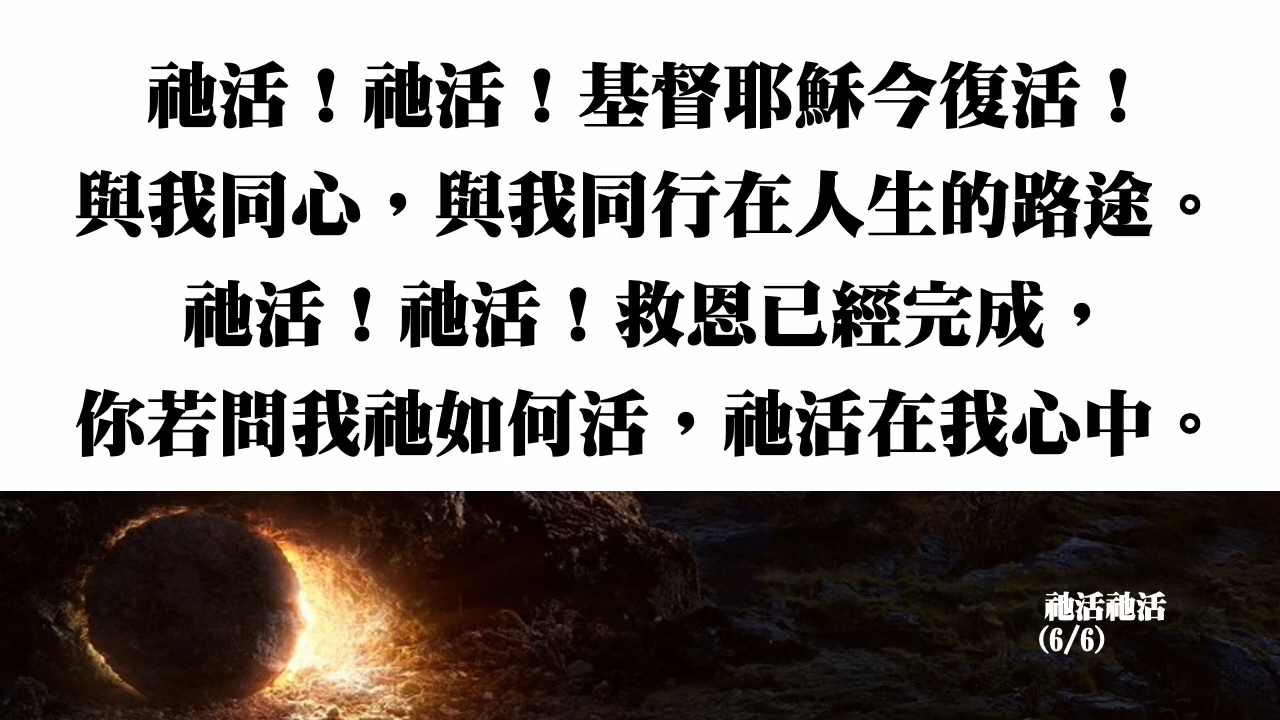 祂活！祂活！基督耶穌今復活！
與我同心，與我同行在人生的路途。
祂活！祂活！救恩已經完成，
你若問我祂如何活，祂活在我心中。
祂活祂活
(6/6)